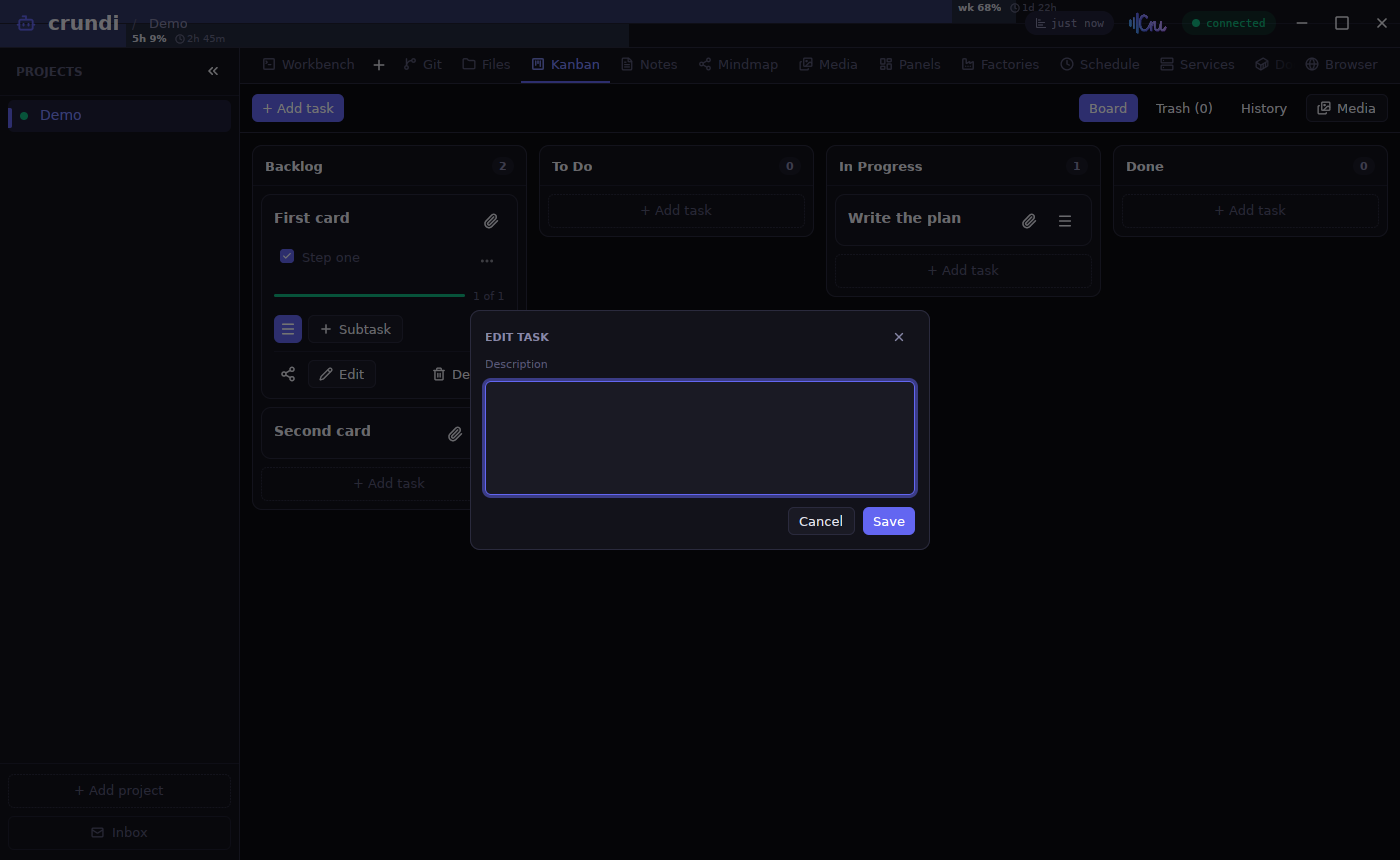 crundi / Demo
wk 68% 1d 22h
5h 9% 2h 45m
just now
Cru
connected
PROJECTS
Workbench
Git
Files
Kanban
Notes
Mindmap
Media
Panels
Factories
Schedule
Services
Browser
Demo
+ Add task
Board
Trash (0)
History
Media
Backlog 2
To Do 0
In Progress 1
Done 0
First card
+ Add task
Write the plan
+ Add task
Step one
1 of 1
+ Add task
+ Subtask
Edit
EDIT TASK
Description
Second card
+ Add task
Cancel
Save
+ Add project
Inbox